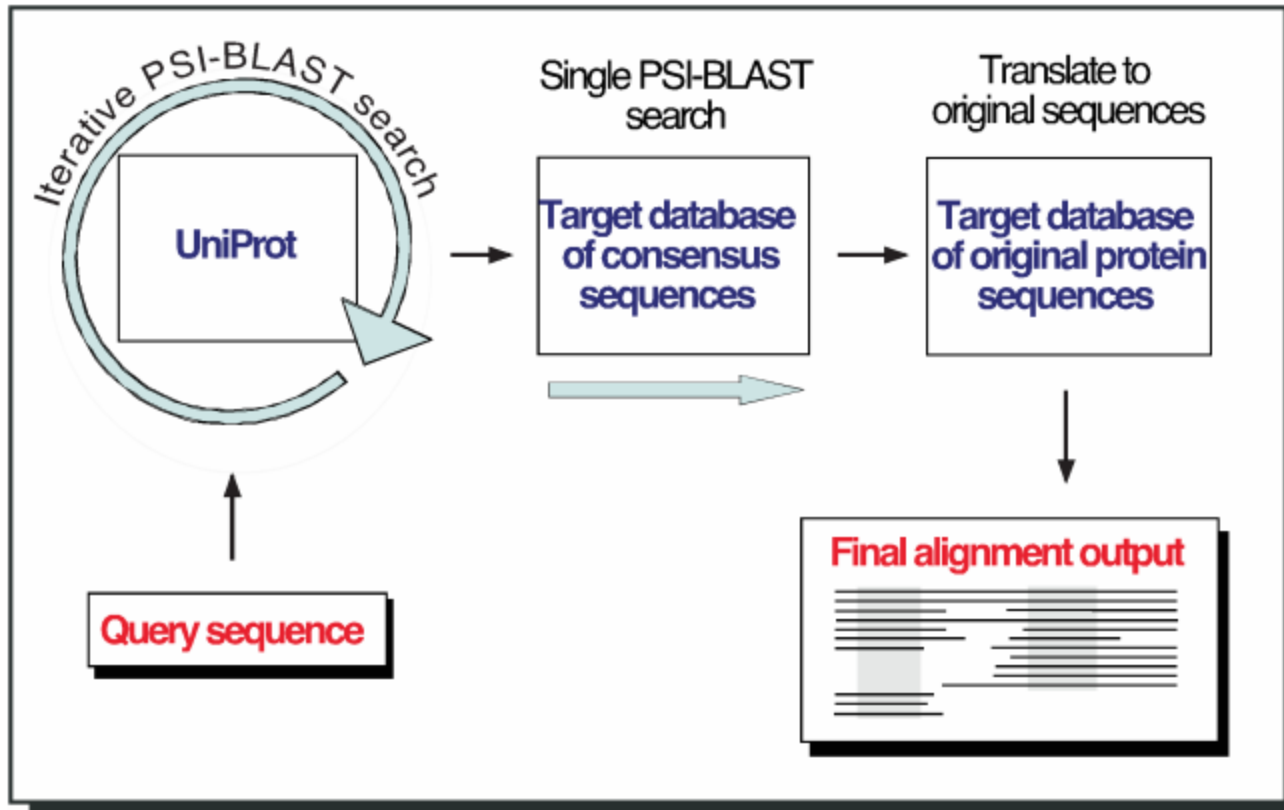 Iterative PSI-BLAST search
UniProt
Single PSI-BLAST
search
Target database
of consensus
sequences
Translate to
original sequences
Target database
of original protein
sequences
Query sequence
Final alignment output